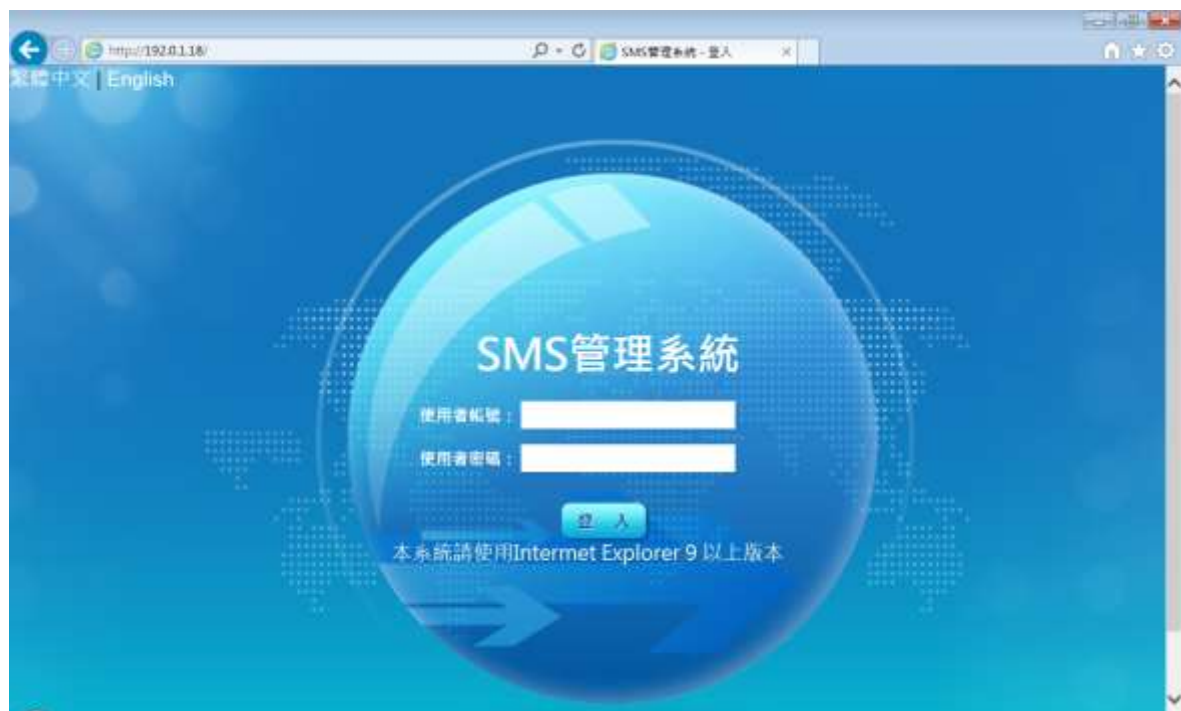 http://192.0.1.18/
SMS管理系統 - 登入
繁體中文 | English
SMS管理系統
使用者帳號：
使用者密碼：
登 入
本系統請使用Intermet Explorer 9 以上版本